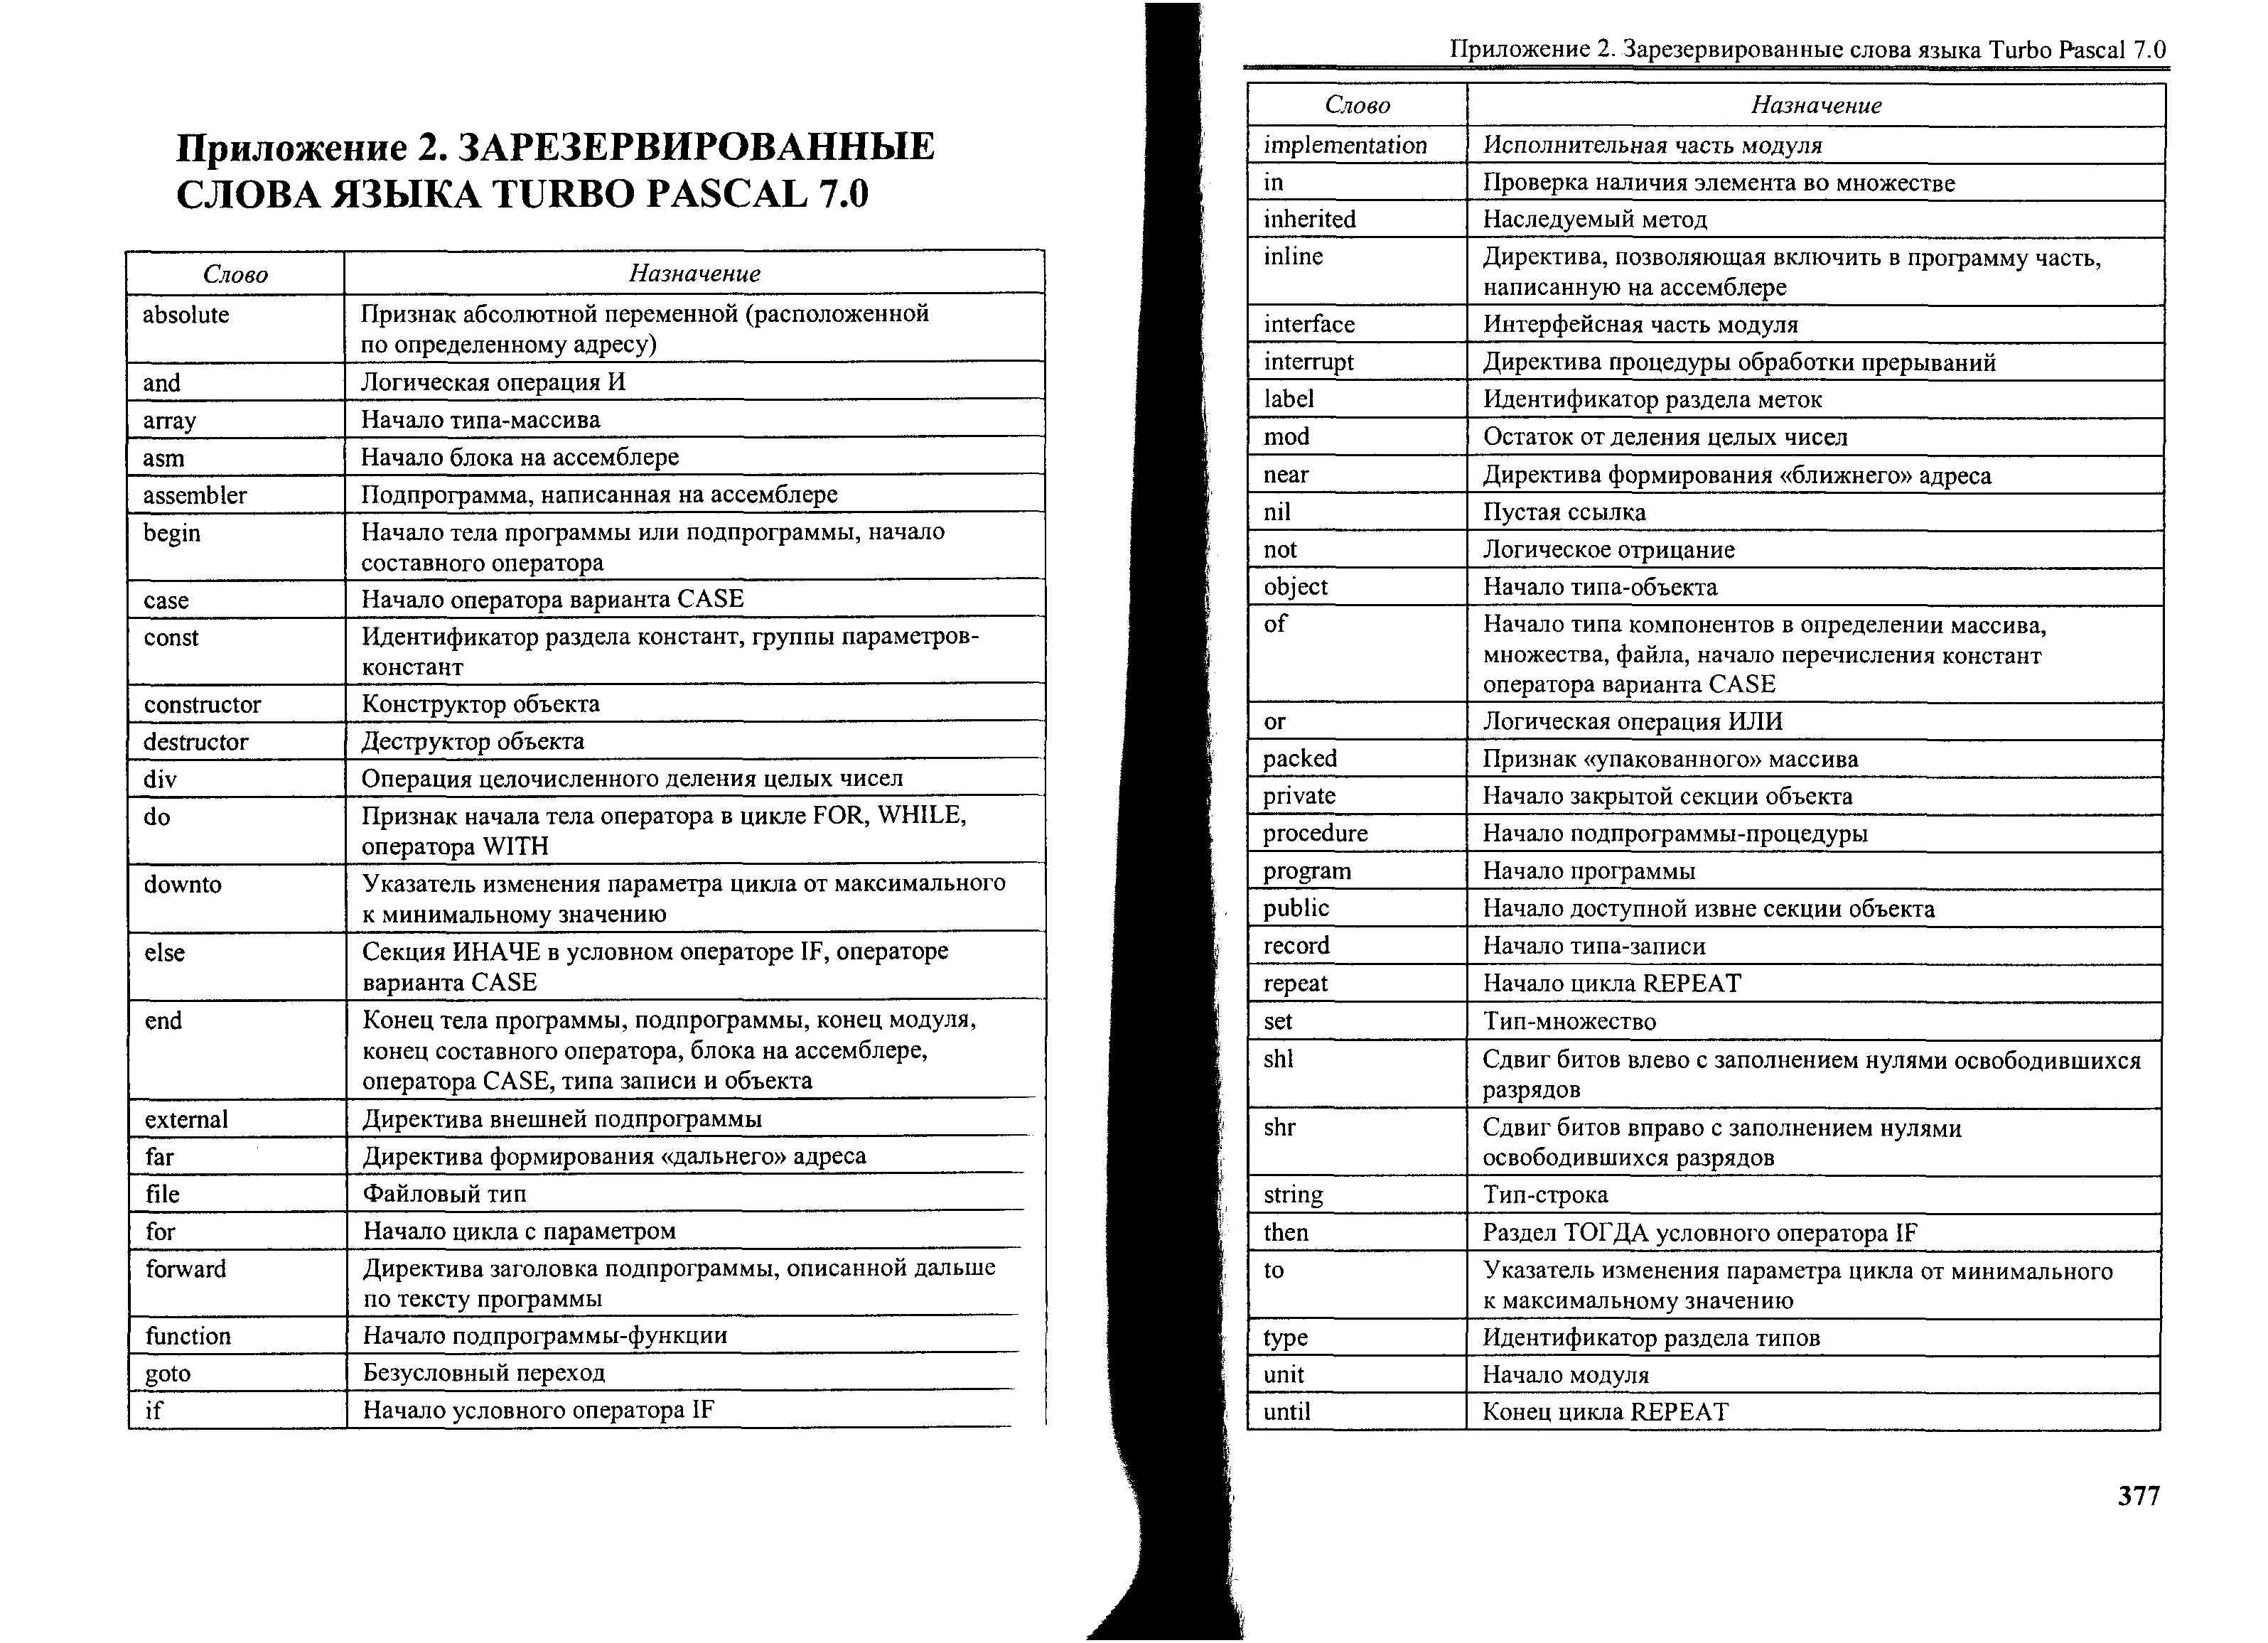 Приложение 2. ЗАРЕЗЕРВИРОВАННЫЕ
СЛОВА ЯЗЫКА TURBO PASCAL 7.0
Слово Назначение
absolute Признак абсолютной переменной (расположенной
по определенному адресу)
and Логическая операция И
array Начало типа-массива
asm Начало блока на ассемблере
assembler Подпрограмма, написанная на ассемблере
begin Начало тела программы или подпрограммы, начало
составного оператора
case Начало оператора варианта CASE
const Идентификатор раздела констант, группы параметров-
констант
constructor Конструктор объекта
destructor Деструктор объекта
div Операция целочисленного деления целых чисел
do Признак начала тела оператора в цикле FOR, WHILE,
оператора WITH
downto Указатель изменения параметра цикла от максимального
к минимальному значению
else Секция ИНАЧЕ в условном операторе IF, операторе
варианта CASE
end Конец тела программы, подпрограммы, конец модуля,
конец составного оператора, блока на ассемблере,
оператора CASE, типа записи и объекта
external Директива внешней подпрограммы
far Директива формирования «дальнего» адреса
file Файловый тип
for Начало цикла с параметром
forward Директива заголовка подпрограммы, описанной дальше
по тексту программы
function Начало подпрограммы-функции
goto Безусловный переход
if Начало условного оператора IF
Приложение 2. Зарезервированные слова языка Turbo Pascal 7.0
Слово Назначение
implementation Исполнительная часть модуля
in Проверка наличия элемента во множестве
inherited Наследуемый метод
inline Директива, позволяющая включить в программу часть,
написанную на ассемблере
interface Интерфейсная часть модуля
interrupt Директива процедуры обработки прерываний
label Идентификатор раздела меток
mod Остаток от деления целых чисел
near Директива формирования «ближнего» адреса
nil Пустая ссылка
not Логическое отрицание
object Начало типа-объекта
of Начало типа компонентов в определении массива,
множества, файла, начало перечисления констант
оператора варианта CASE
or Логическая операция ИЛИ
packed Признак «упакованного» массива
private Начало закрытой секции объекта
procedure Начало подпрограммы-процедуры
program Начало программы
public Начало доступной извне секции объекта
record Начало типа-записи
repeat Начало цикла REPEAT
set Тип-множество
shl Сдвиг битов влево с заполнением нулями освободившихся
разрядов
shr Сдвиг битов вправо с заполнением нулями
освободившихся разрядов
string Тип-строка
then Раздел ТОГДА условного оператора IF
to Указатель изменения параметра цикла от минимального
к максимальному значению
type Идентификатор раздела типов
unit Начало модуля
until Конец цикла REPEAT
377